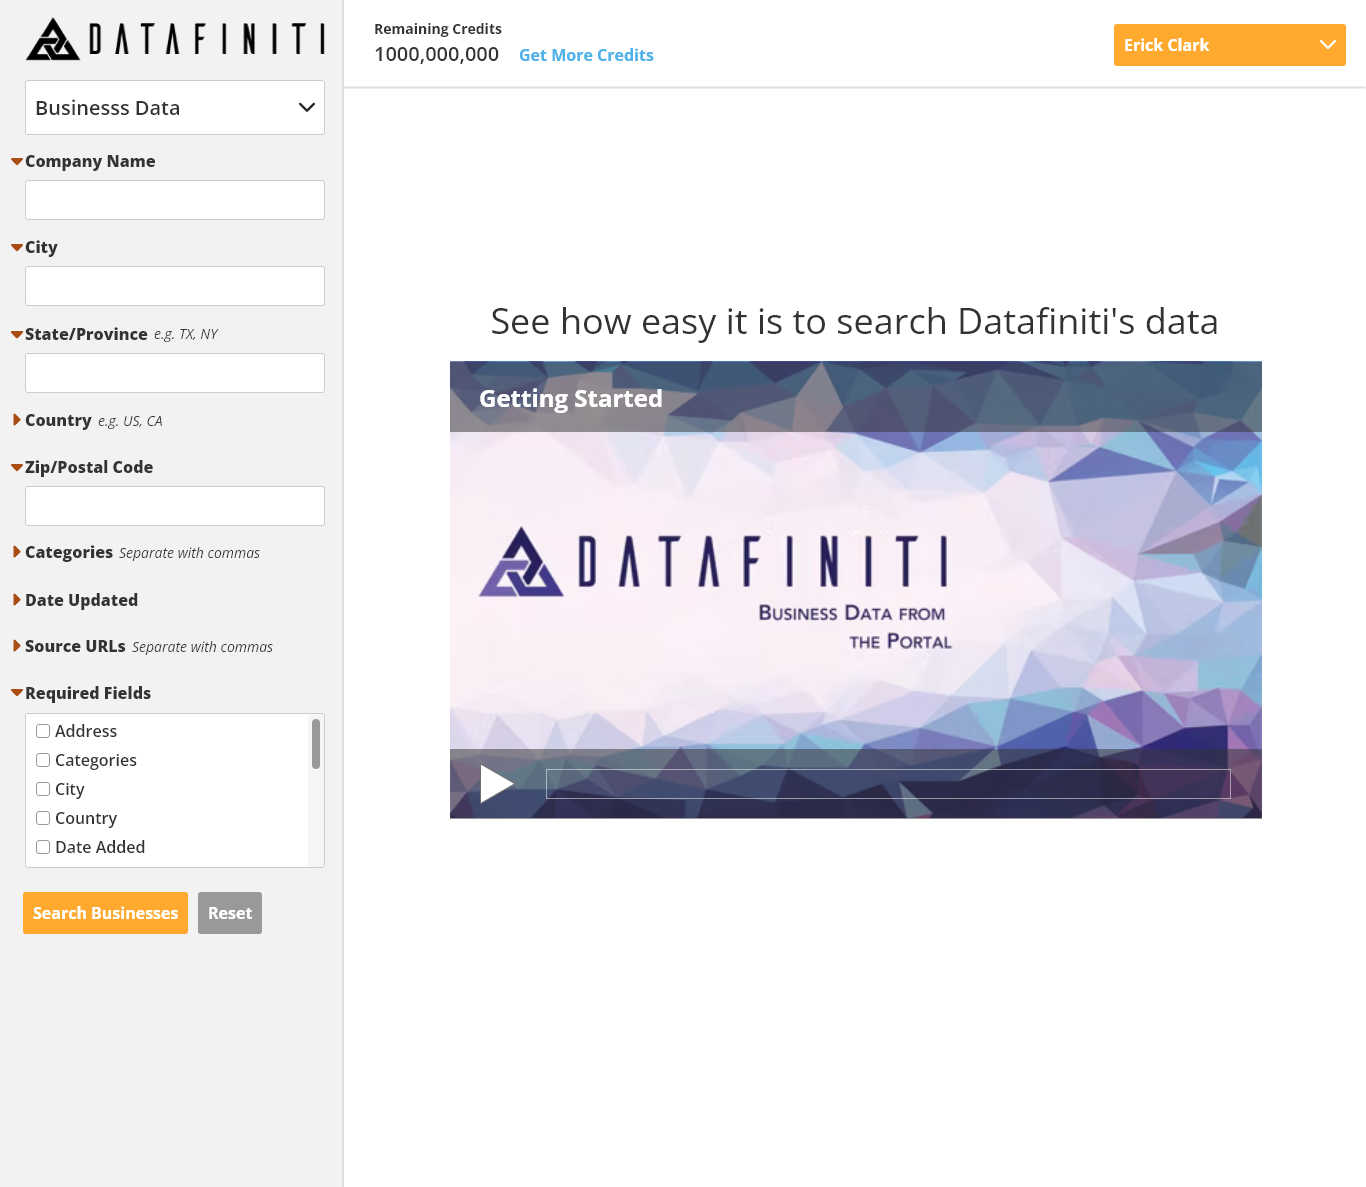 DATAFINITI
Businesss Data
Company Name
City
State/Province e.g. TX, NY
Country e.g. US, CA
Zip/Postal Code
Categories Separate with commas
Date Updated
Source URLs Separate with commas
Required Fields
Address
Categories
City
Country
Date Added
Search Businesses
Reset
Remaining Credits
1000,000,000 Get More Credits
Erick Clark
See how easy it is to search Datafiniti's data
Getting Started
DATAFINITI
BUSINESS DATA FROM
THE PORTAL